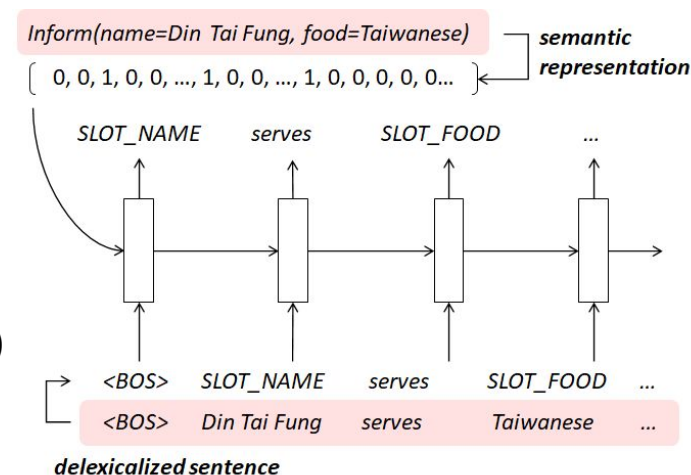 Inform(name=Din Tai Fung, food=Taiwanese)
semantic
representation
[ 0, 0, 1, 0, 0, …, 1, 0, 0, …, 1, 0, 0, 0, 0, 0… ]
SLOT_NAME serves SLOT_FOOD …
)
<BOS> SLOT_NAME serves SLOT_FOOD …
<BOS> Din Tai Fung serves Taiwanese …
delexicalized sentence